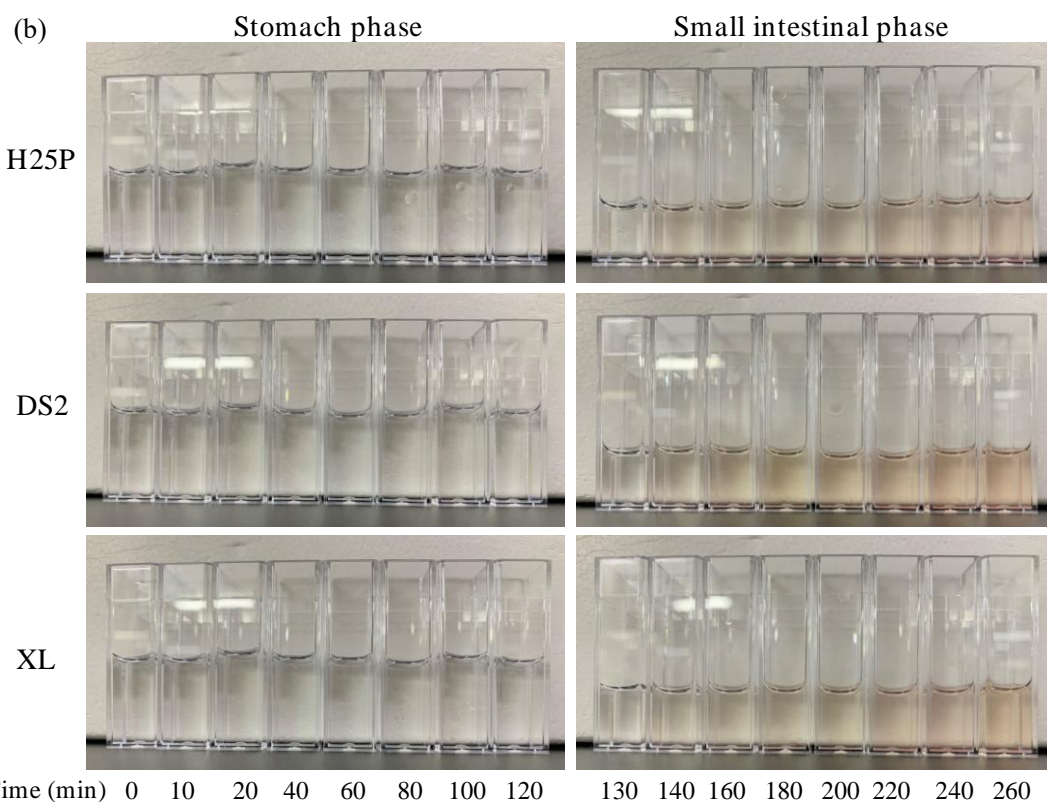 (b)
Stomach phase
Small intestinal phase
H25P
DS2
XL
Time (min) 0 10 20 40 60 80 100 120 130 140 160 180 200 220 240 260